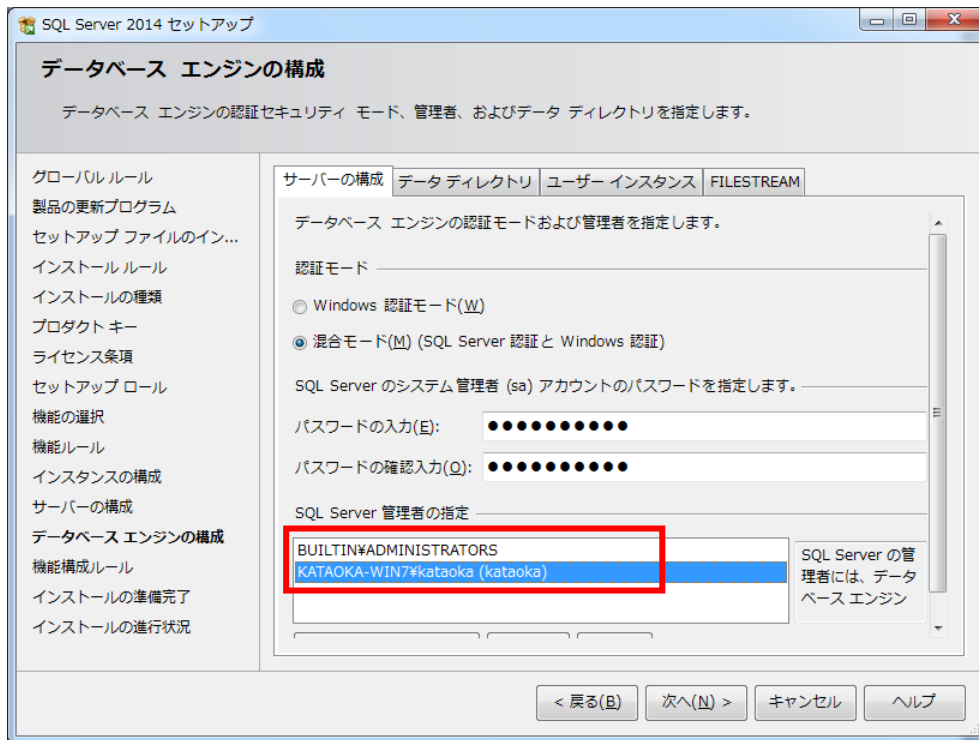 SQL Server 2014 セットアップ
データベース エンジンの構成
データベース エンジンの認証セキュリティ モード、管理者、およびデータ ディレクトリを指定します。
グローバル ルール
製品の更新プログラム
セットアップ ファイルのイン...
インストール ルール
インストールの種類
プロダクト キー
ライセンス条項
セットアップ ロール
機能の選択
機能ルール
インスタンスの構成
サーバーの構成
データベース エンジンの構成
機能構成ルール
インストールの準備完了
インストールの進行状況
サーバーの構成 データ ディレクトリ ユーザー インスタンス FILESTREAM
データベース エンジンの認証モードおよび管理者を指定します。
認証モード
Windows 認証モード(W)
混合モード(M) (SQL Server 認証と Windows 認証)
SQL Server のシステム管理者 (sa) アカウントのパスワードを指定します。
パスワードの入力(E): ●●●●●●●●●●
パスワードの確認入力(O): ●●●●●●●●●●
SQL Server 管理者の指定
BUILTIN¥ADMINISTRATORS
KATAOKA-WIN7¥kataoka (kataoka)
SQL Server の管
理者には、データ
ベース エンジン
< 戻る(B) 次へ(N) > キャンセル ヘルプ